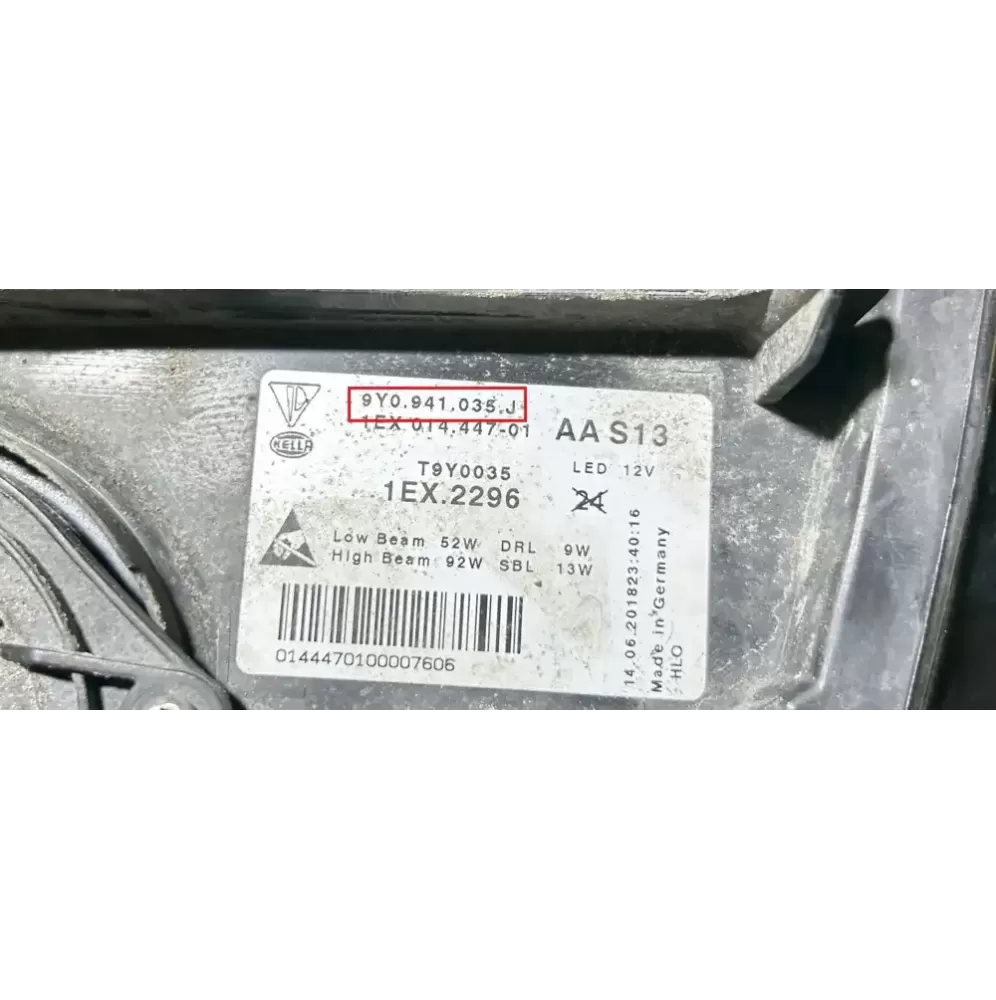 9Y0.941.035.J
1EX.014.447-01
AA S13
HELLA
T9Y0035
LED 12V
1EX.2296
24
Low Beam 52W DRL 9W
High Beam 92W SBL 13W
0144470100007606
14.06.201823:40:16
Made in Germany
HLO